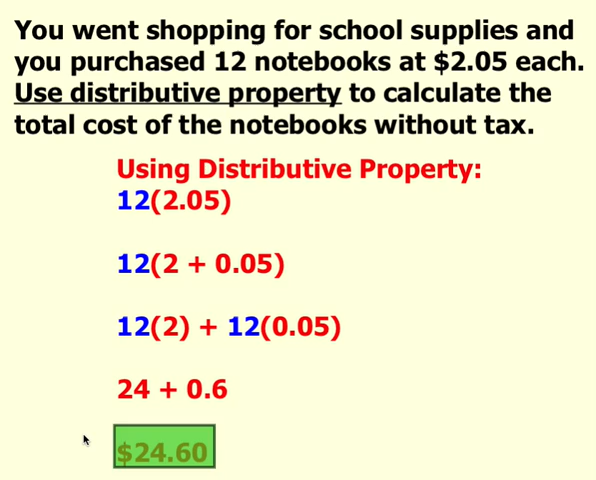 You went shopping for school supplies and
you purchased 12 notebooks at $2.05 each.
Use distributive property to calculate the
total cost of the notebooks without tax.
Using Distributive Property:
12(2.05)
12(2 + 0.05)
12(2) + 12(0.05)
24 + 0.6
$24.60